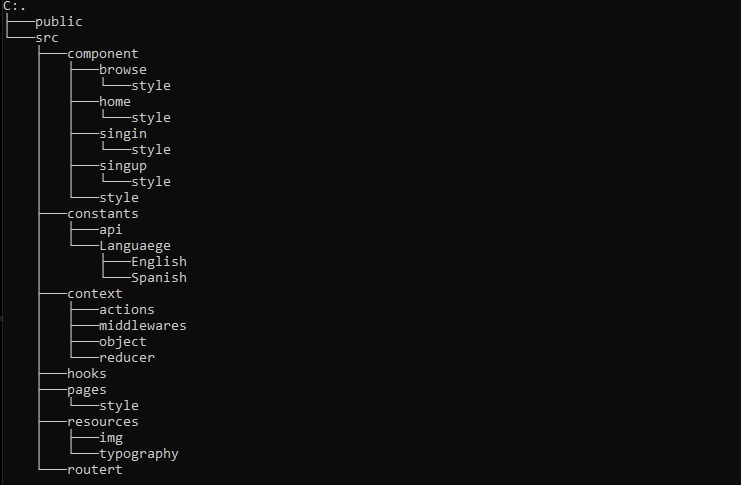 C:.
├───public
└───src
    ├───component
    │   ├───browse
    │   │   └───style
    │   ├───home
    │   │   └───style
    │   ├───singin
    │   │   └───style
    │   ├───singup
    │   │   └───style
    │   └───style
    ├───constants
    │   ├───api
    │   └───Languaege
    │       ├───English
    │       └───Spanish
    ├───context
    │   ├───actions
    │   ├───middlewares
    │   ├───object
    │   └───reducer
    ├───hooks
    ├───pages
    │   └───style
    ├───resources
    │   ├───img
    │   └───typography
    └───routert